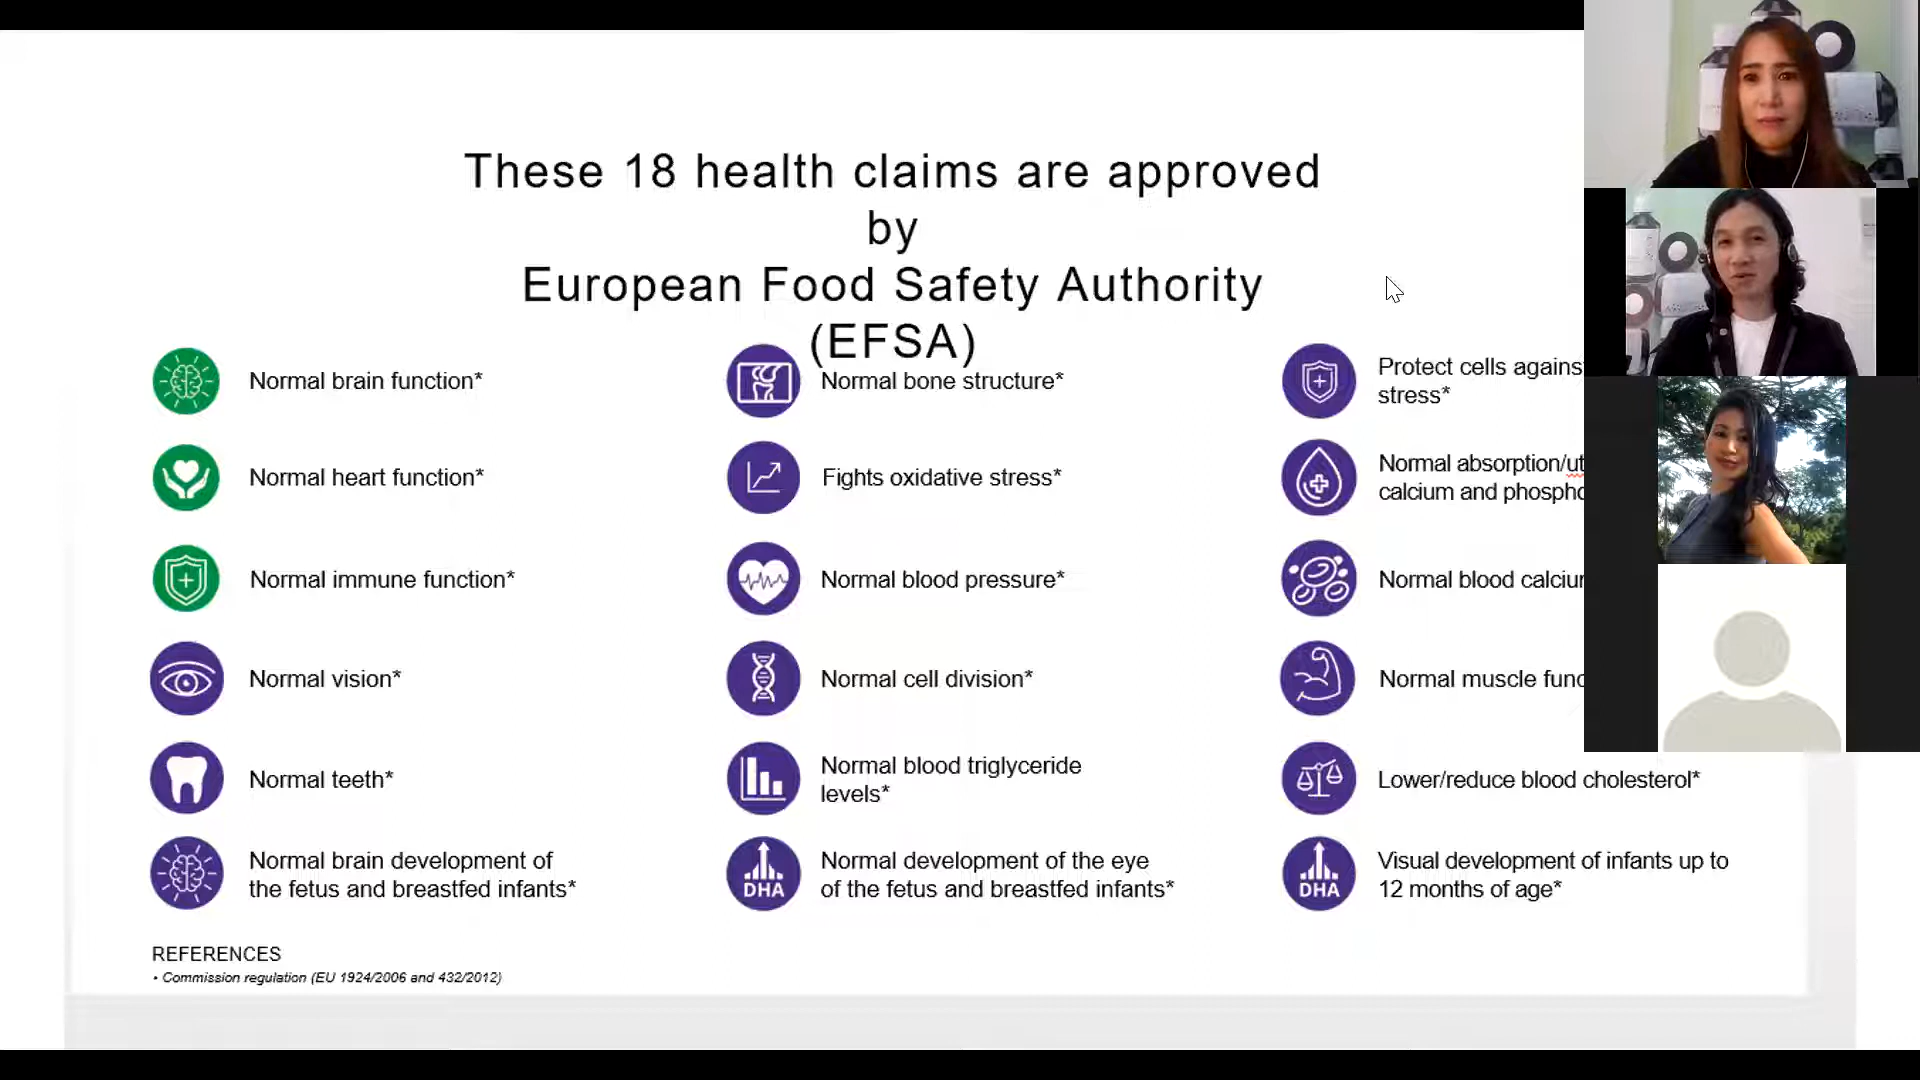 These 18 health claims are approved
by
European Food Safety Authority
(EFSA)
Normal brain function*
Normal heart function*
Normal immune function*
Normal vision*
Normal teeth*
Normal brain development of
the fetus and breastfed infants*
Normal bone structure*
Fights oxidative stress*
Normal blood pressure*
Normal cell division*
Normal blood triglyceride
levels*
DHA
Normal development of the eye
of the fetus and breastfed infants*
Protect cells agains
stress*
Normal absorption/ut
calcium and phospho
Normal blood calciu
Normal muscle func
Lower/reduce blood cholesterol*
DHA
Visual development of infants up to
12 months of age*
REFERENCES
• Commission regulation (EU 1924/2006 and 432/2012)